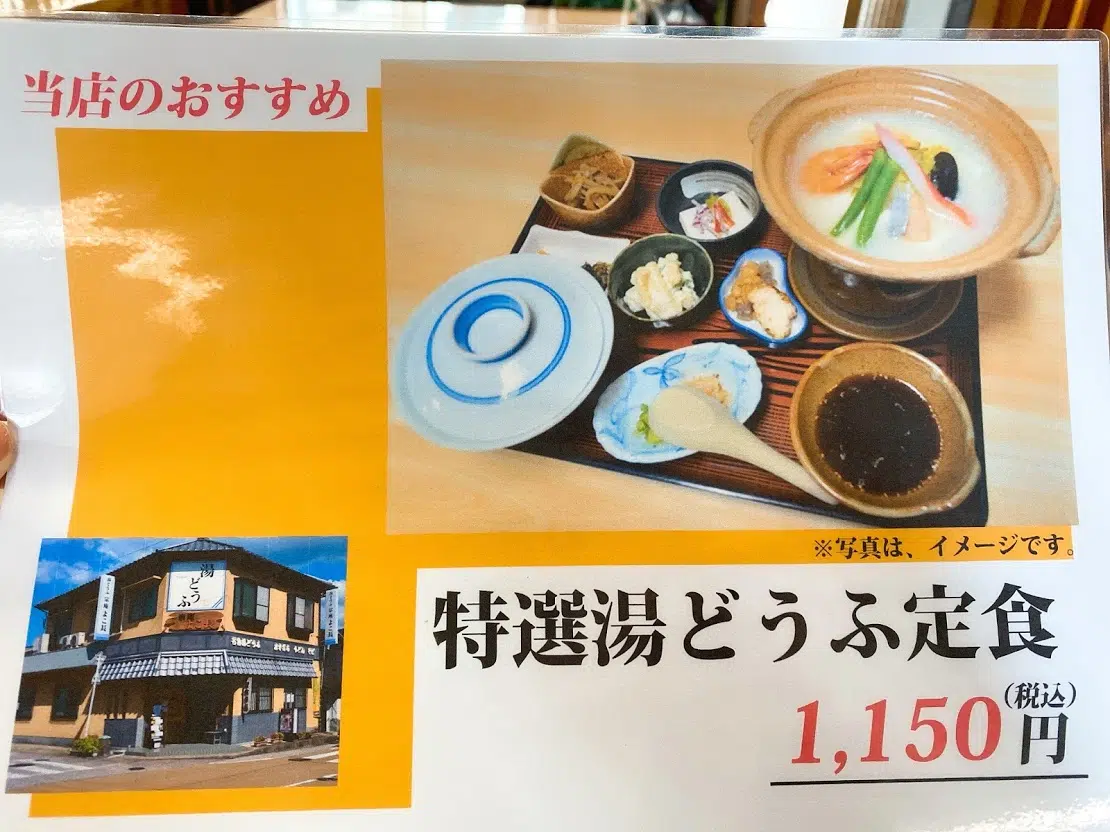 当店のおすすめ
※写真は、イメージです。
特選湯どうふ定食
(税込)
1,150円
湯どうふ